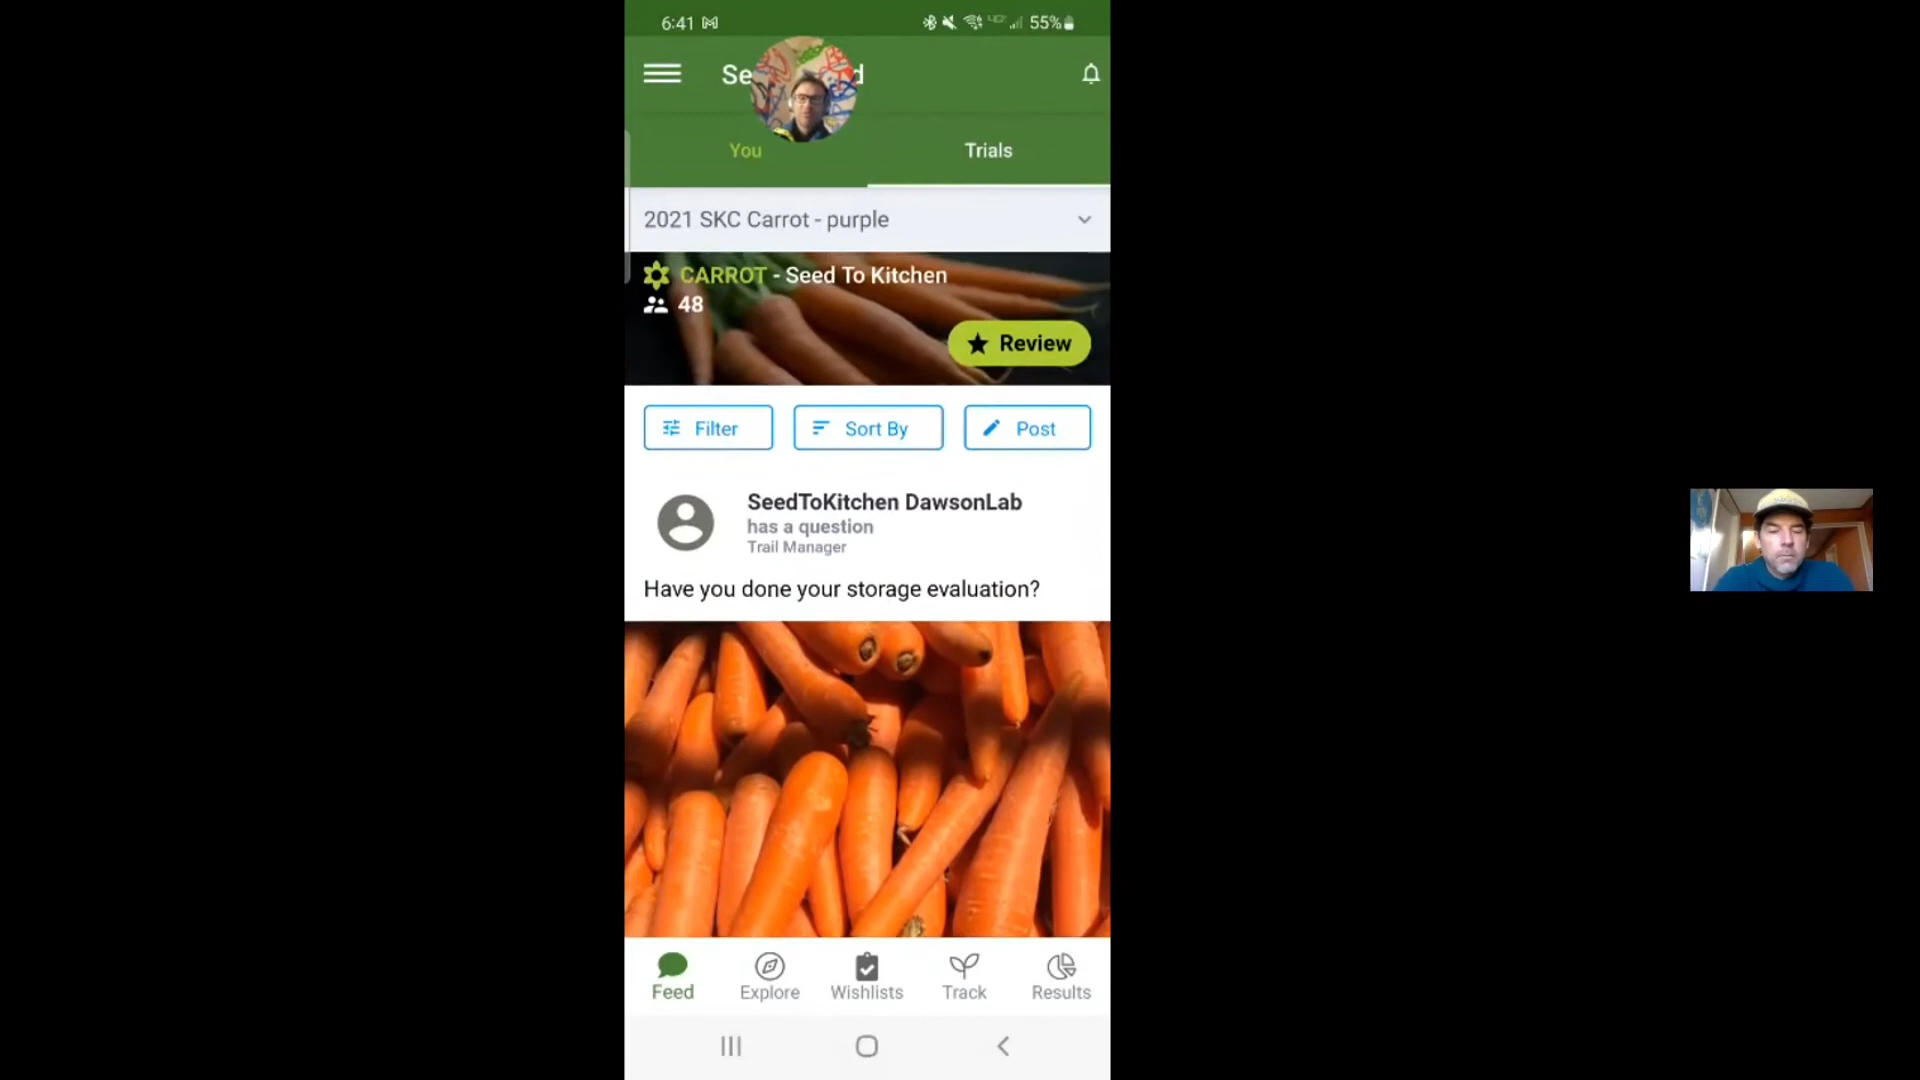 6:41
55%
You
Trials
2021 SKC Carrot - purple
CARROT - Seed To Kitchen
48
Review
Filter
Sort By
Post
SeedToKitchen DawsonLab
has a question
Trail Manager
Have you done your storage evaluation?
Feed
Explore
Wishlists
Track
Results